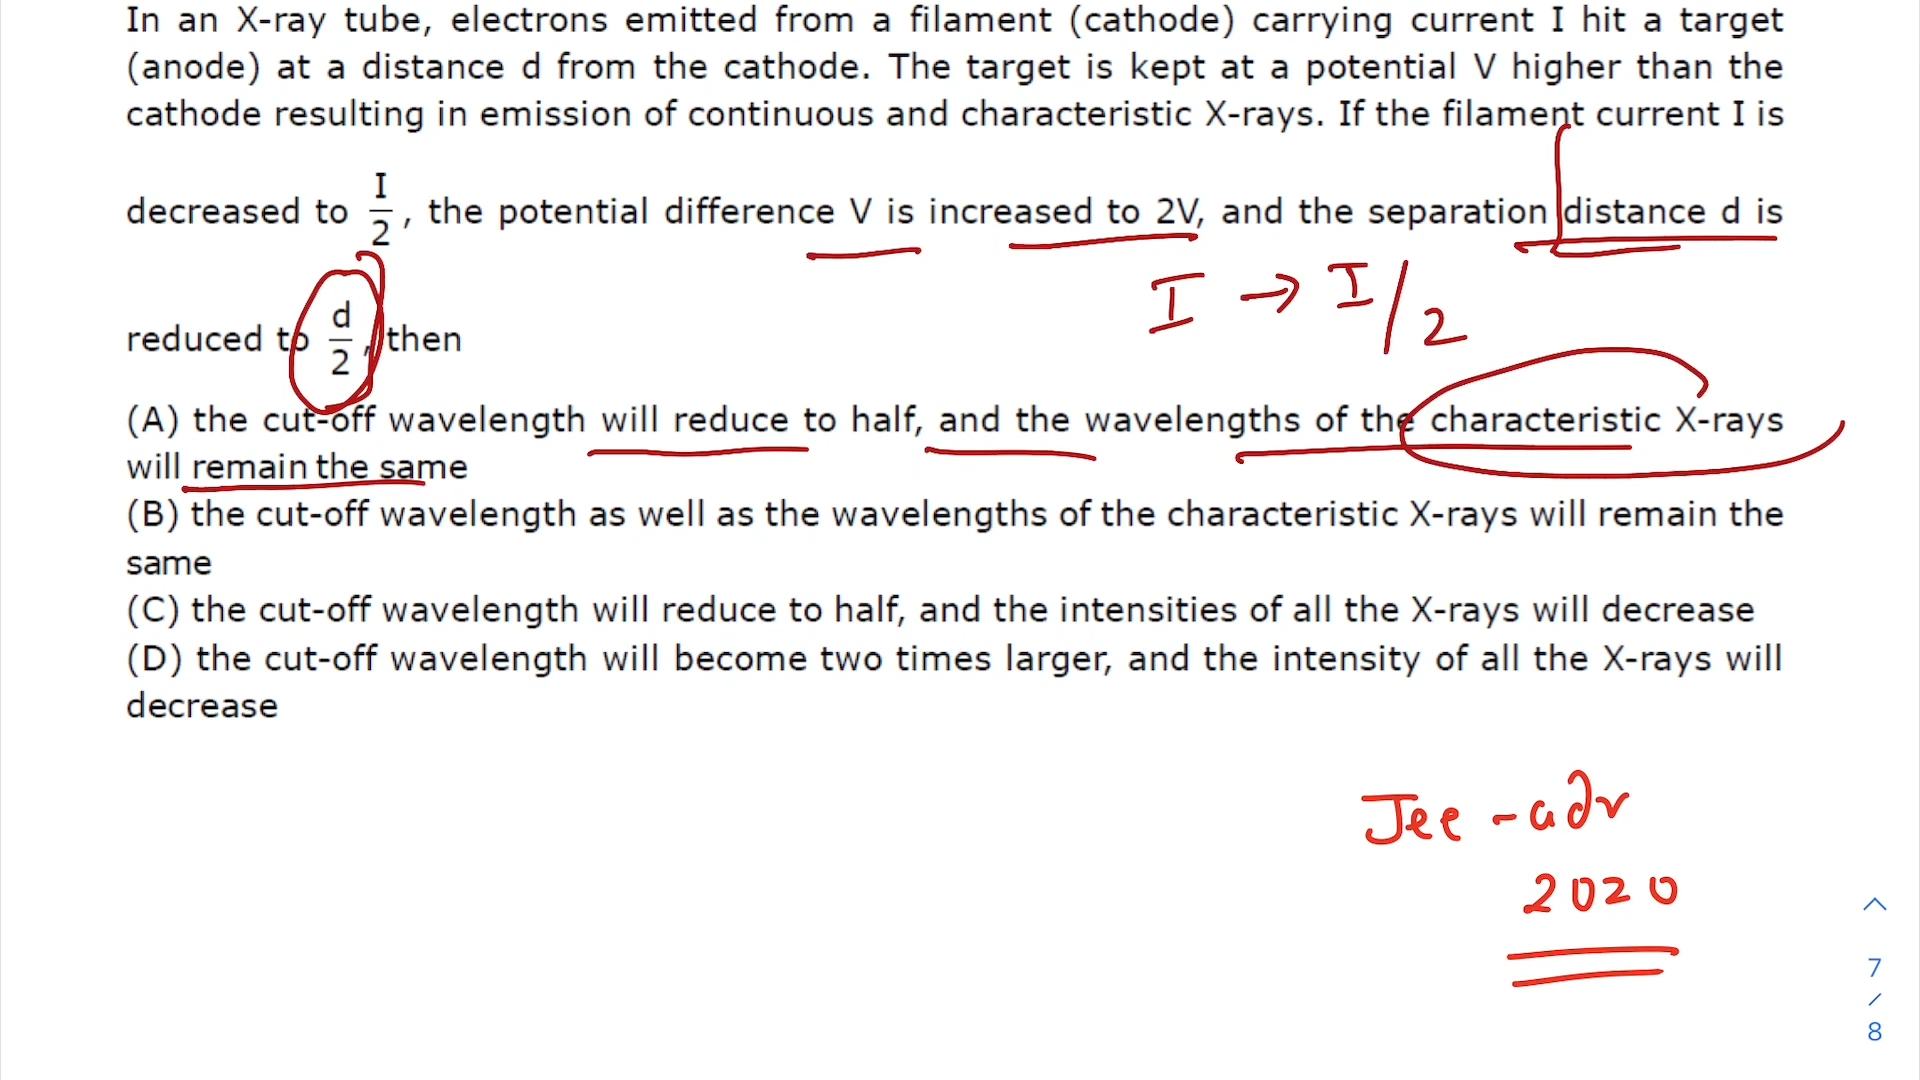 In an X-ray tube, electrons emitted from a filament (cathode) carrying current I hit a target
(anode) at a distance d from the cathode. The target is kept at a potential V higher than the
cathode resulting in emission of continuous and characteristic X-rays. If the filament current I is
decreased to I/2, the potential difference V is increased to 2V, and the separation distance d is
I → I/2
reduced to d/2, then
(A) the cut-off wavelength will reduce to half, and the wavelengths of the characteristic X-rays
will remain the same
(B) the cut-off wavelength as well as the wavelengths of the characteristic X-rays will remain the
same
(C) the cut-off wavelength will reduce to half, and the intensities of all the X-rays will decrease
(D) the cut-off wavelength will become two times larger, and the intensity of all the X-rays will
decrease
Jee - adv
2020
7
/
8